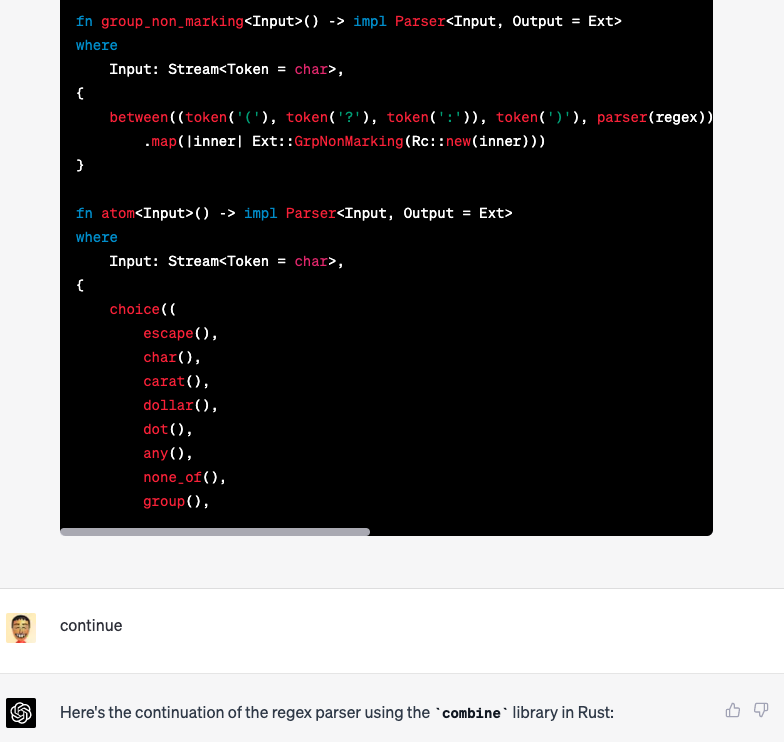 fn group_non_marking<Input>() -> impl Parser<Input, Output = Ext>
where
    Input: Stream<Token = char>,
{
    between((token('('), token('?'), token(':')), token(')'), parser(regex))
        .map(|inner| Ext::GrpNonMarking(Rc::new(inner)))
}

fn atom<Input>() -> impl Parser<Input, Output = Ext>
where
    Input: Stream<Token = char>,
{
    choice((
        escape(),
        char(),
        carat(),
        dollar(),
        dot(),
        any(),
        none_of(),
        group(),
continue
Here's the continuation of the regex parser using the `combine` library in Rust: